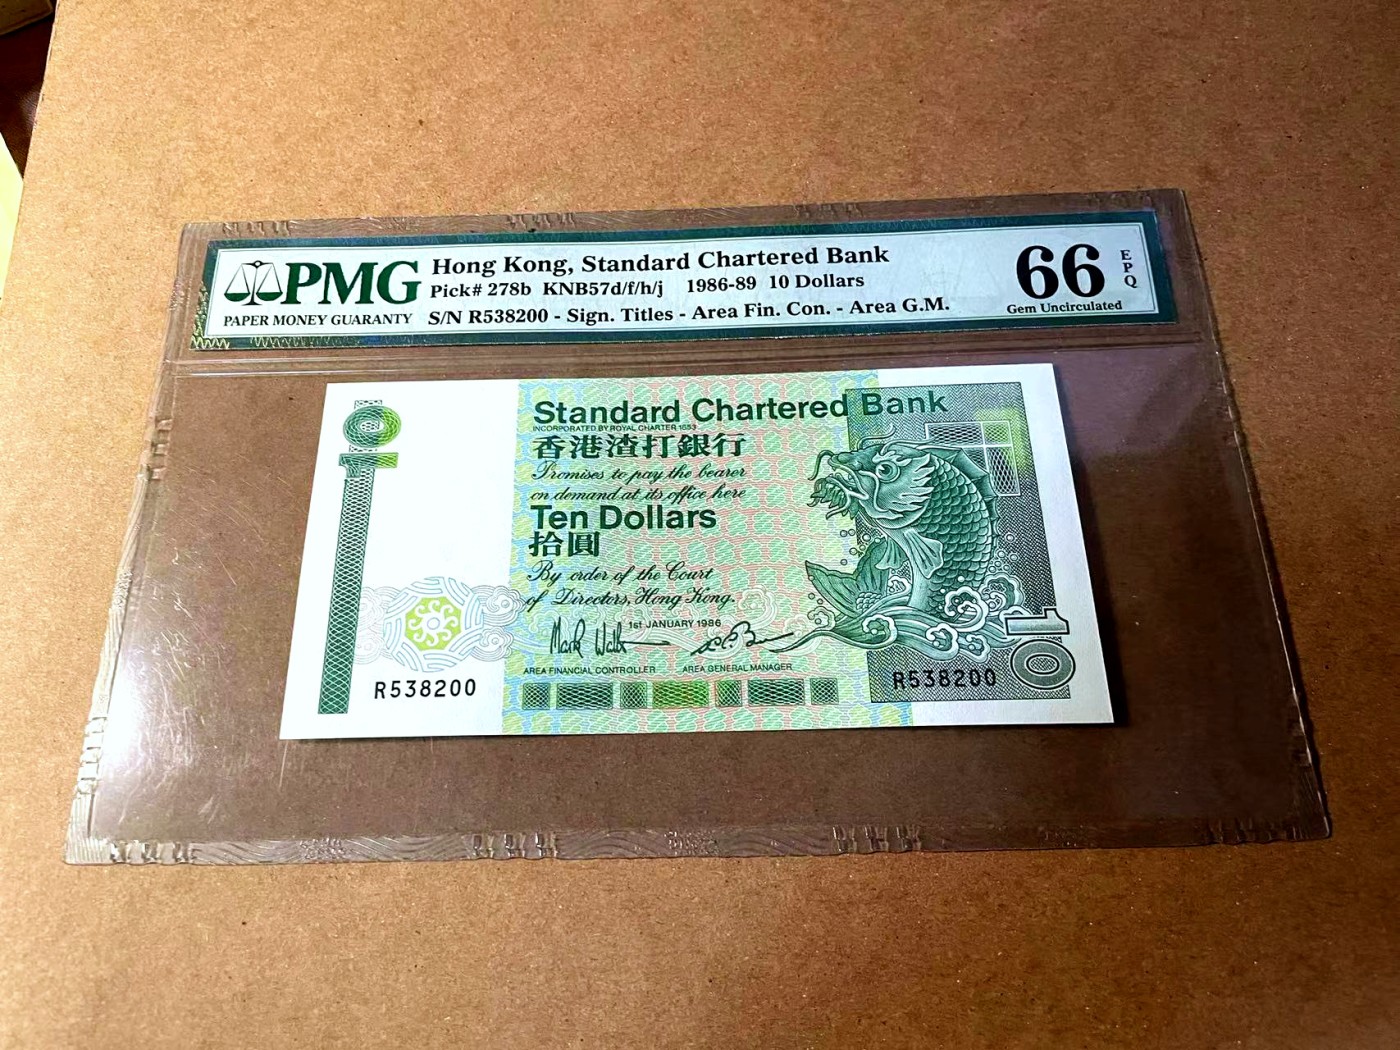 PMG
PAPER MONEY GUARANTY
Hong Kong, Standard Chartered Bank
Pick# 278b KNB57d/f/h/j 1986-89 10 Dollars
S/N R538200 - Sign. Titles - Area Fin. Con. - Area G.M.
66
EPQ
Gem Uncirculated
10
Standard Chartered Bank
INCORPORATED BY ROYAL CHARTER 1853
香港渣打銀行
Promises to pay the bearer
on demand at its office here
Ten Dollars
拾圓
By order of the Court
of Directors, Hong Kong.
1st JANUARY 1986
AREA FINANCIAL CONTROLLER AREA GENERAL MANAGER
R538200
R538200
10